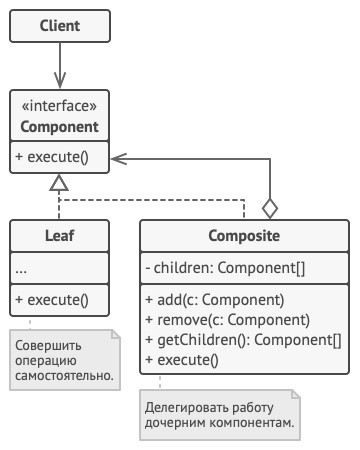 Client
«interface»
Component
+ execute()
Leaf
...
+ execute()
Совершить
операцию
самостоятельно.
Composite
- children: Component[]
+ add(c: Component)
+ remove(c: Component)
+ getChildren(): Component[]
+ execute()
Делегировать работу
дочерним компонентам.